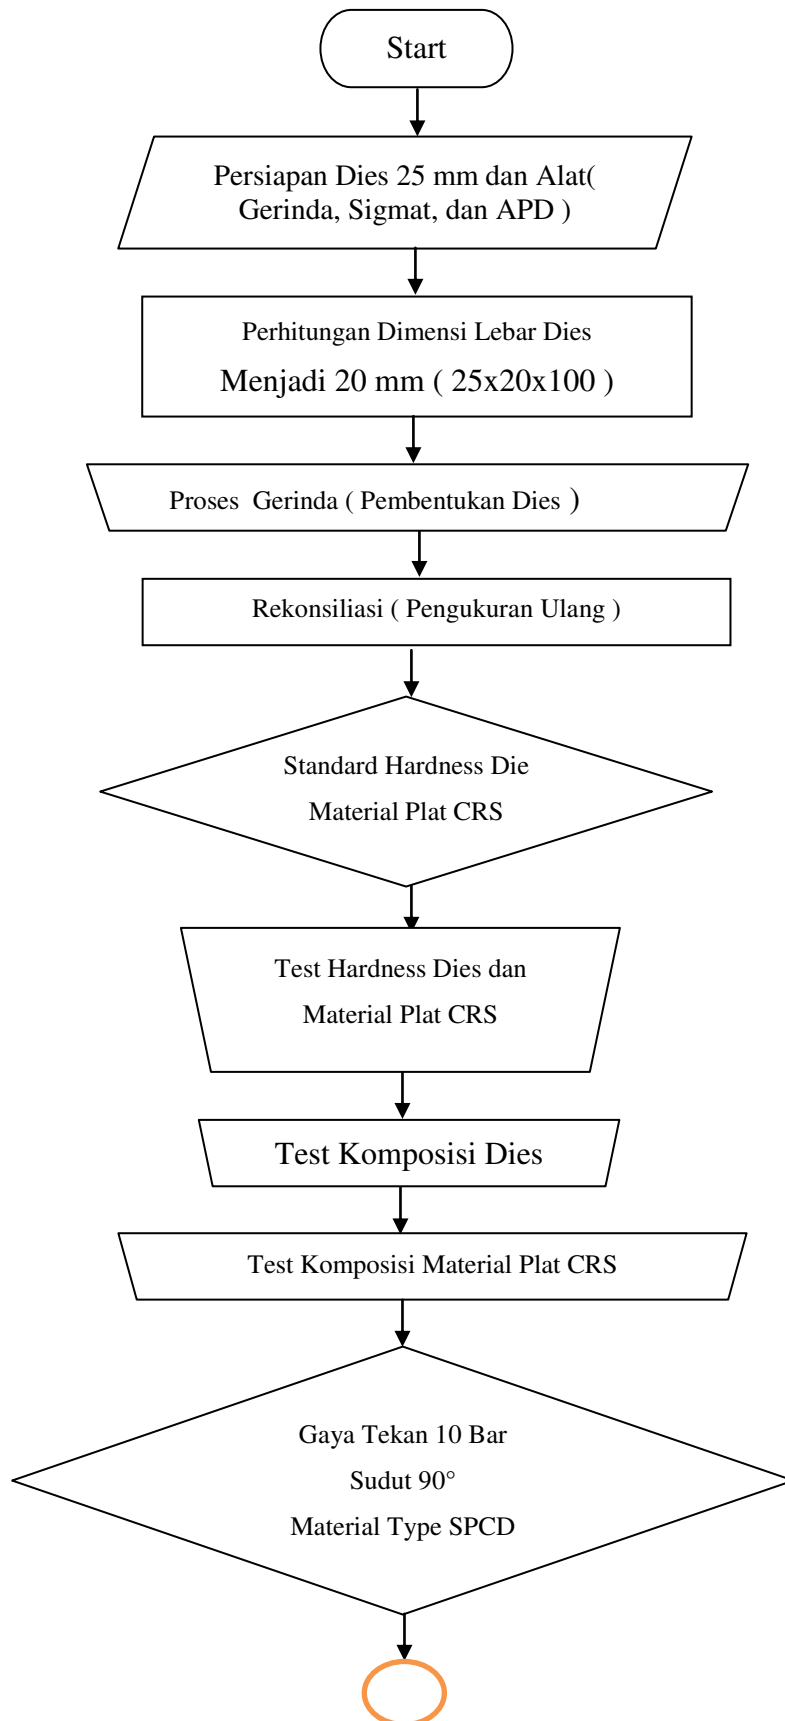 Start
Persiapan Dies 25 mm dan Alat(
Gerinda, Sigmat, dan APD )
Perhitungan Dimensi Lebar Dies
Menjadi 20 mm ( 25x20x100 )
Proses  Gerinda ( Pembentukan Dies )
Rekonsiliasi ( Pengukuran Ulang )
Standard Hardness Die
Material Plat CRS
Test Hardness Dies dan
Material Plat CRS
Test Komposisi Dies
Test Komposisi Material Plat CRS
Gaya Tekan 10 Bar
Sudut 90°
Material Type SPCD